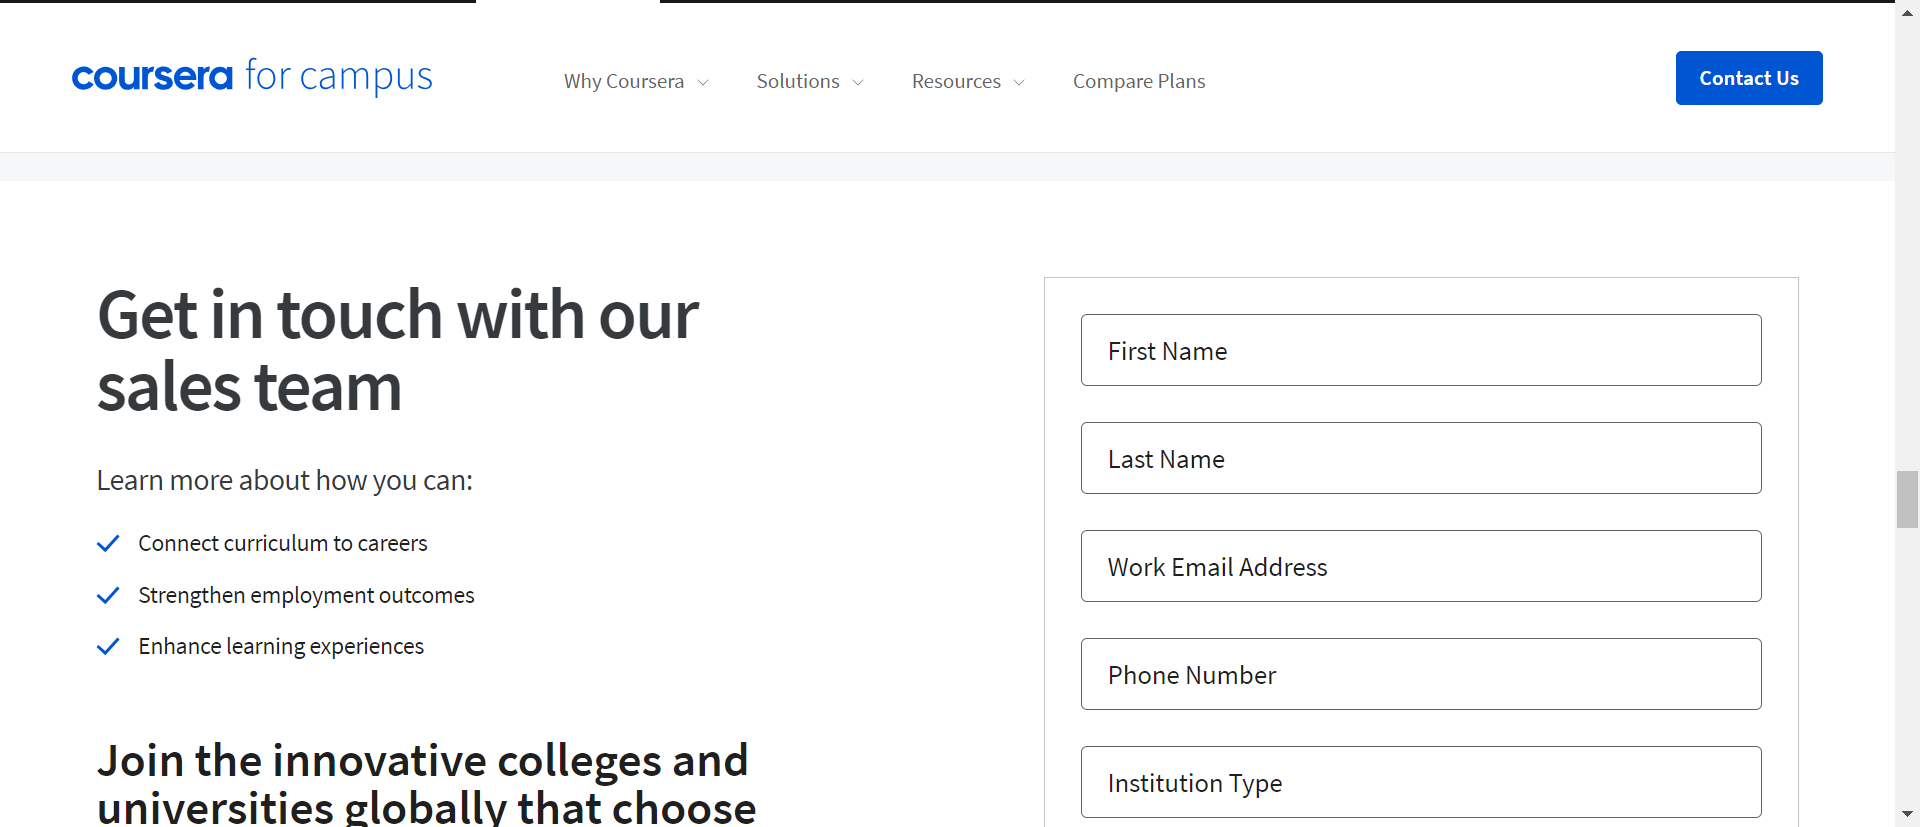 coursera for campus
Why Coursera
Solutions
Resources
Compare Plans
Contact Us
Get in touch with our
sales team
Learn more about how you can:
Connect curriculum to careers
Strengthen employment outcomes
Enhance learning experiences
Join the innovative colleges and
universities globally that choose
First Name
Last Name
Work Email Address
Phone Number
Institution Type